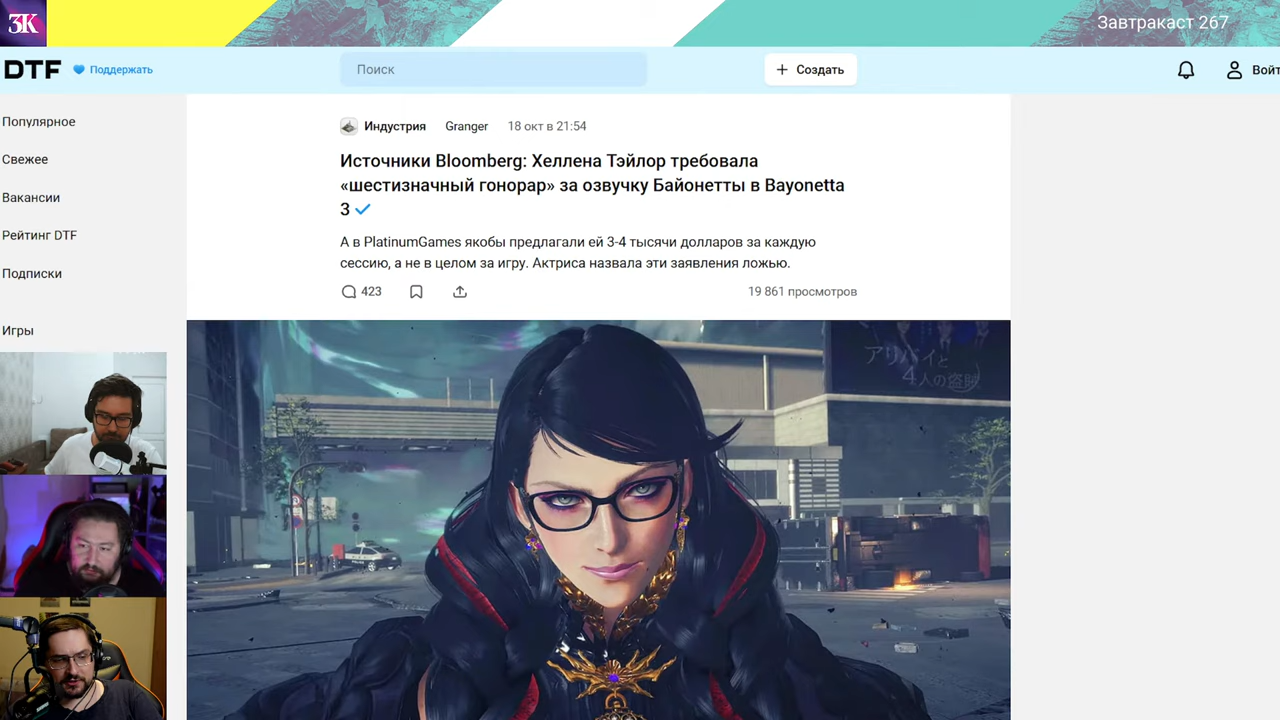 ЗК
Завтракаст 267
DTF
Поддержать
Поиск
+ Создать
Войт
Популярное
Свежее
Вакансии
Рейтинг DTF
Подписки
Игры
Индустрия Granger 18 окт в 21:54
Источники Bloomberg: Хеллена Тэйлор требовала
«шестизначный гонорар» за озвучку Байонетты в Bayonetta
3
А в PlatinumGames якобы предлагали ей 3-4 тысячи долларов за каждую
сессию, а не в целом за игру. Актриса назвала эти заявления ложью.
423
19 861 просмотров
アリバイと
4人の盗賊